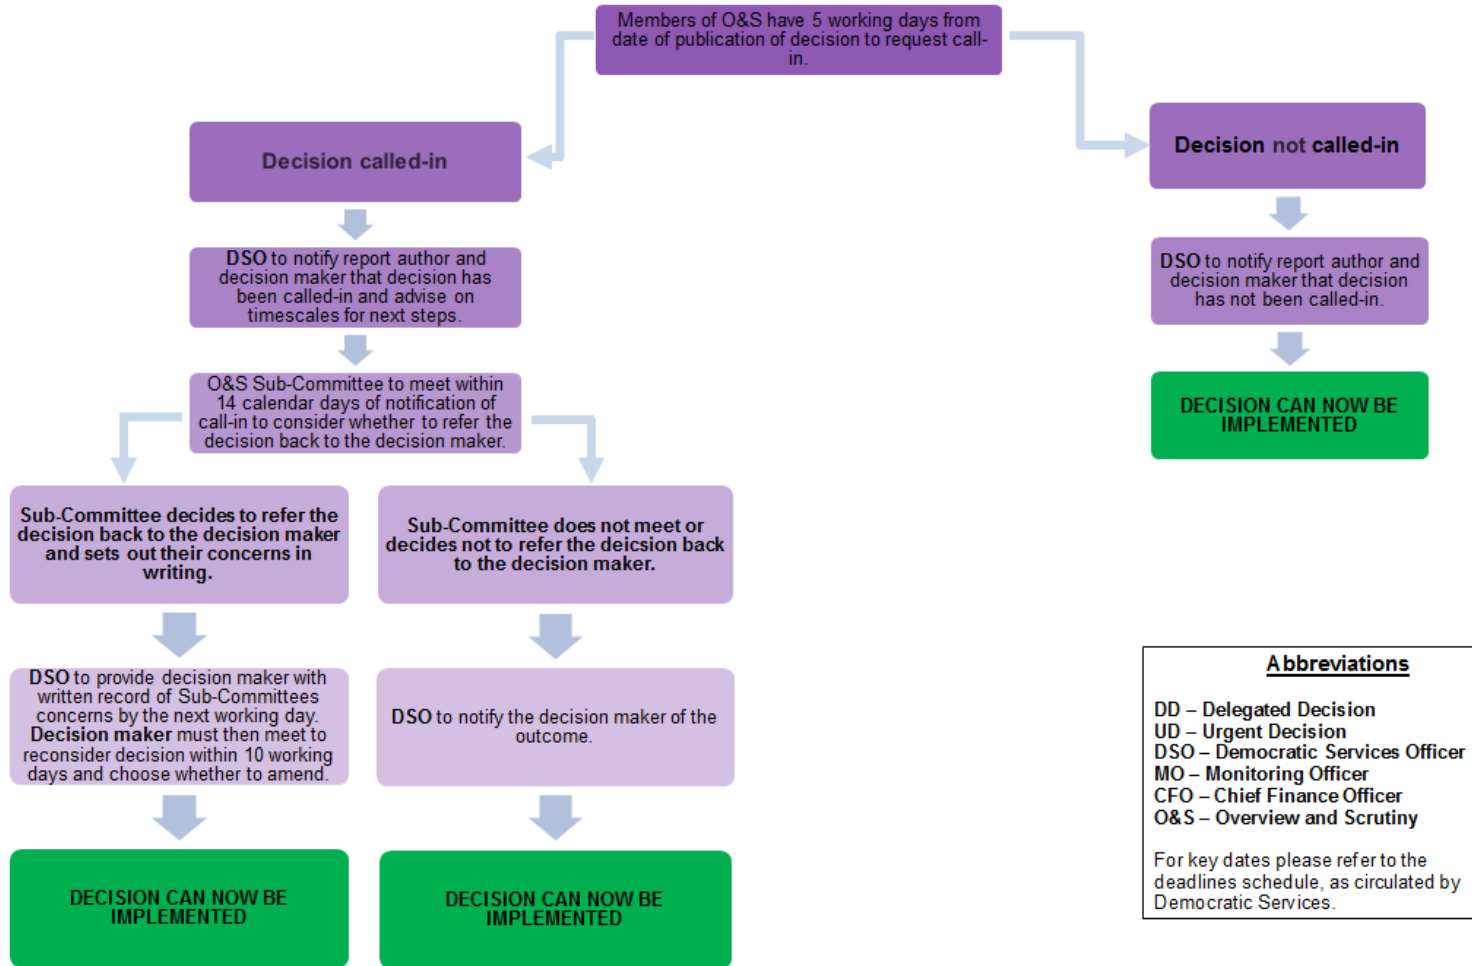 Members of O&S have 5 working days from
date of publication of decision to request call-
in.
Decision called-in
Decision not called-in
DSO to notify report author and
decision maker that decision has
been called-in and advise on
timescales for next steps.
DSO to notify report author and
decision maker that decision
has not been called-in.
O&S Sub-Committee to meet within
14 calendar days of notification of
call-in to consider whether to refer the
decision back to the decision maker.
DECISION CAN NOW BE
IMPLEMENTED
Sub-Committee decides to refer the
decision back to the decision maker
and sets out their concerns in
writing.
Sub-Committee does not meet or
decides not to refer the deicsion back
to the decision maker.
DSO to provide decision maker with
written record of Sub-Committees
concerns by the next working day.
Decision maker must then meet to
reconsider decision within 10 working
days and choose whether to amend.
DSO to notify the decision maker of the
outcome.
DECISION CAN NOW BE
IMPLEMENTED
DECISION CAN NOW BE
IMPLEMENTED
Abbreviations
DD – Delegated Decision
UD – Urgent Decision
DSO – Democratic Services Officer
MO – Monitoring Officer
CFO – Chief Finance Officer
O&S – Overview and Scrutiny
For key dates please refer to the
deadlines schedule, as circulated by
Democratic Services.